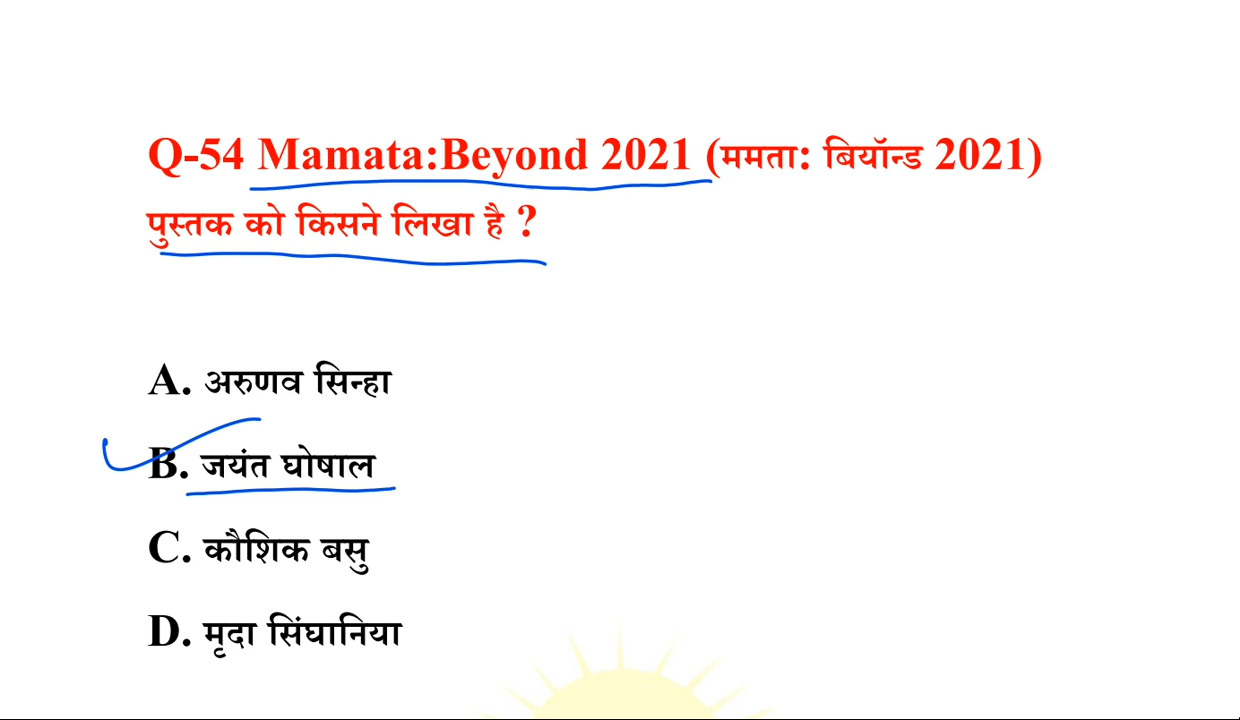 Q-54 Mamata:Beyond 2021 (ममता: बियॉन्ड 2021)
पुस्तक को किसने लिखा है ?
A. अरुणव सिन्हा
B. जयंत घोषाल
C. कौशिक बसु
D. मृदा सिंघानिया